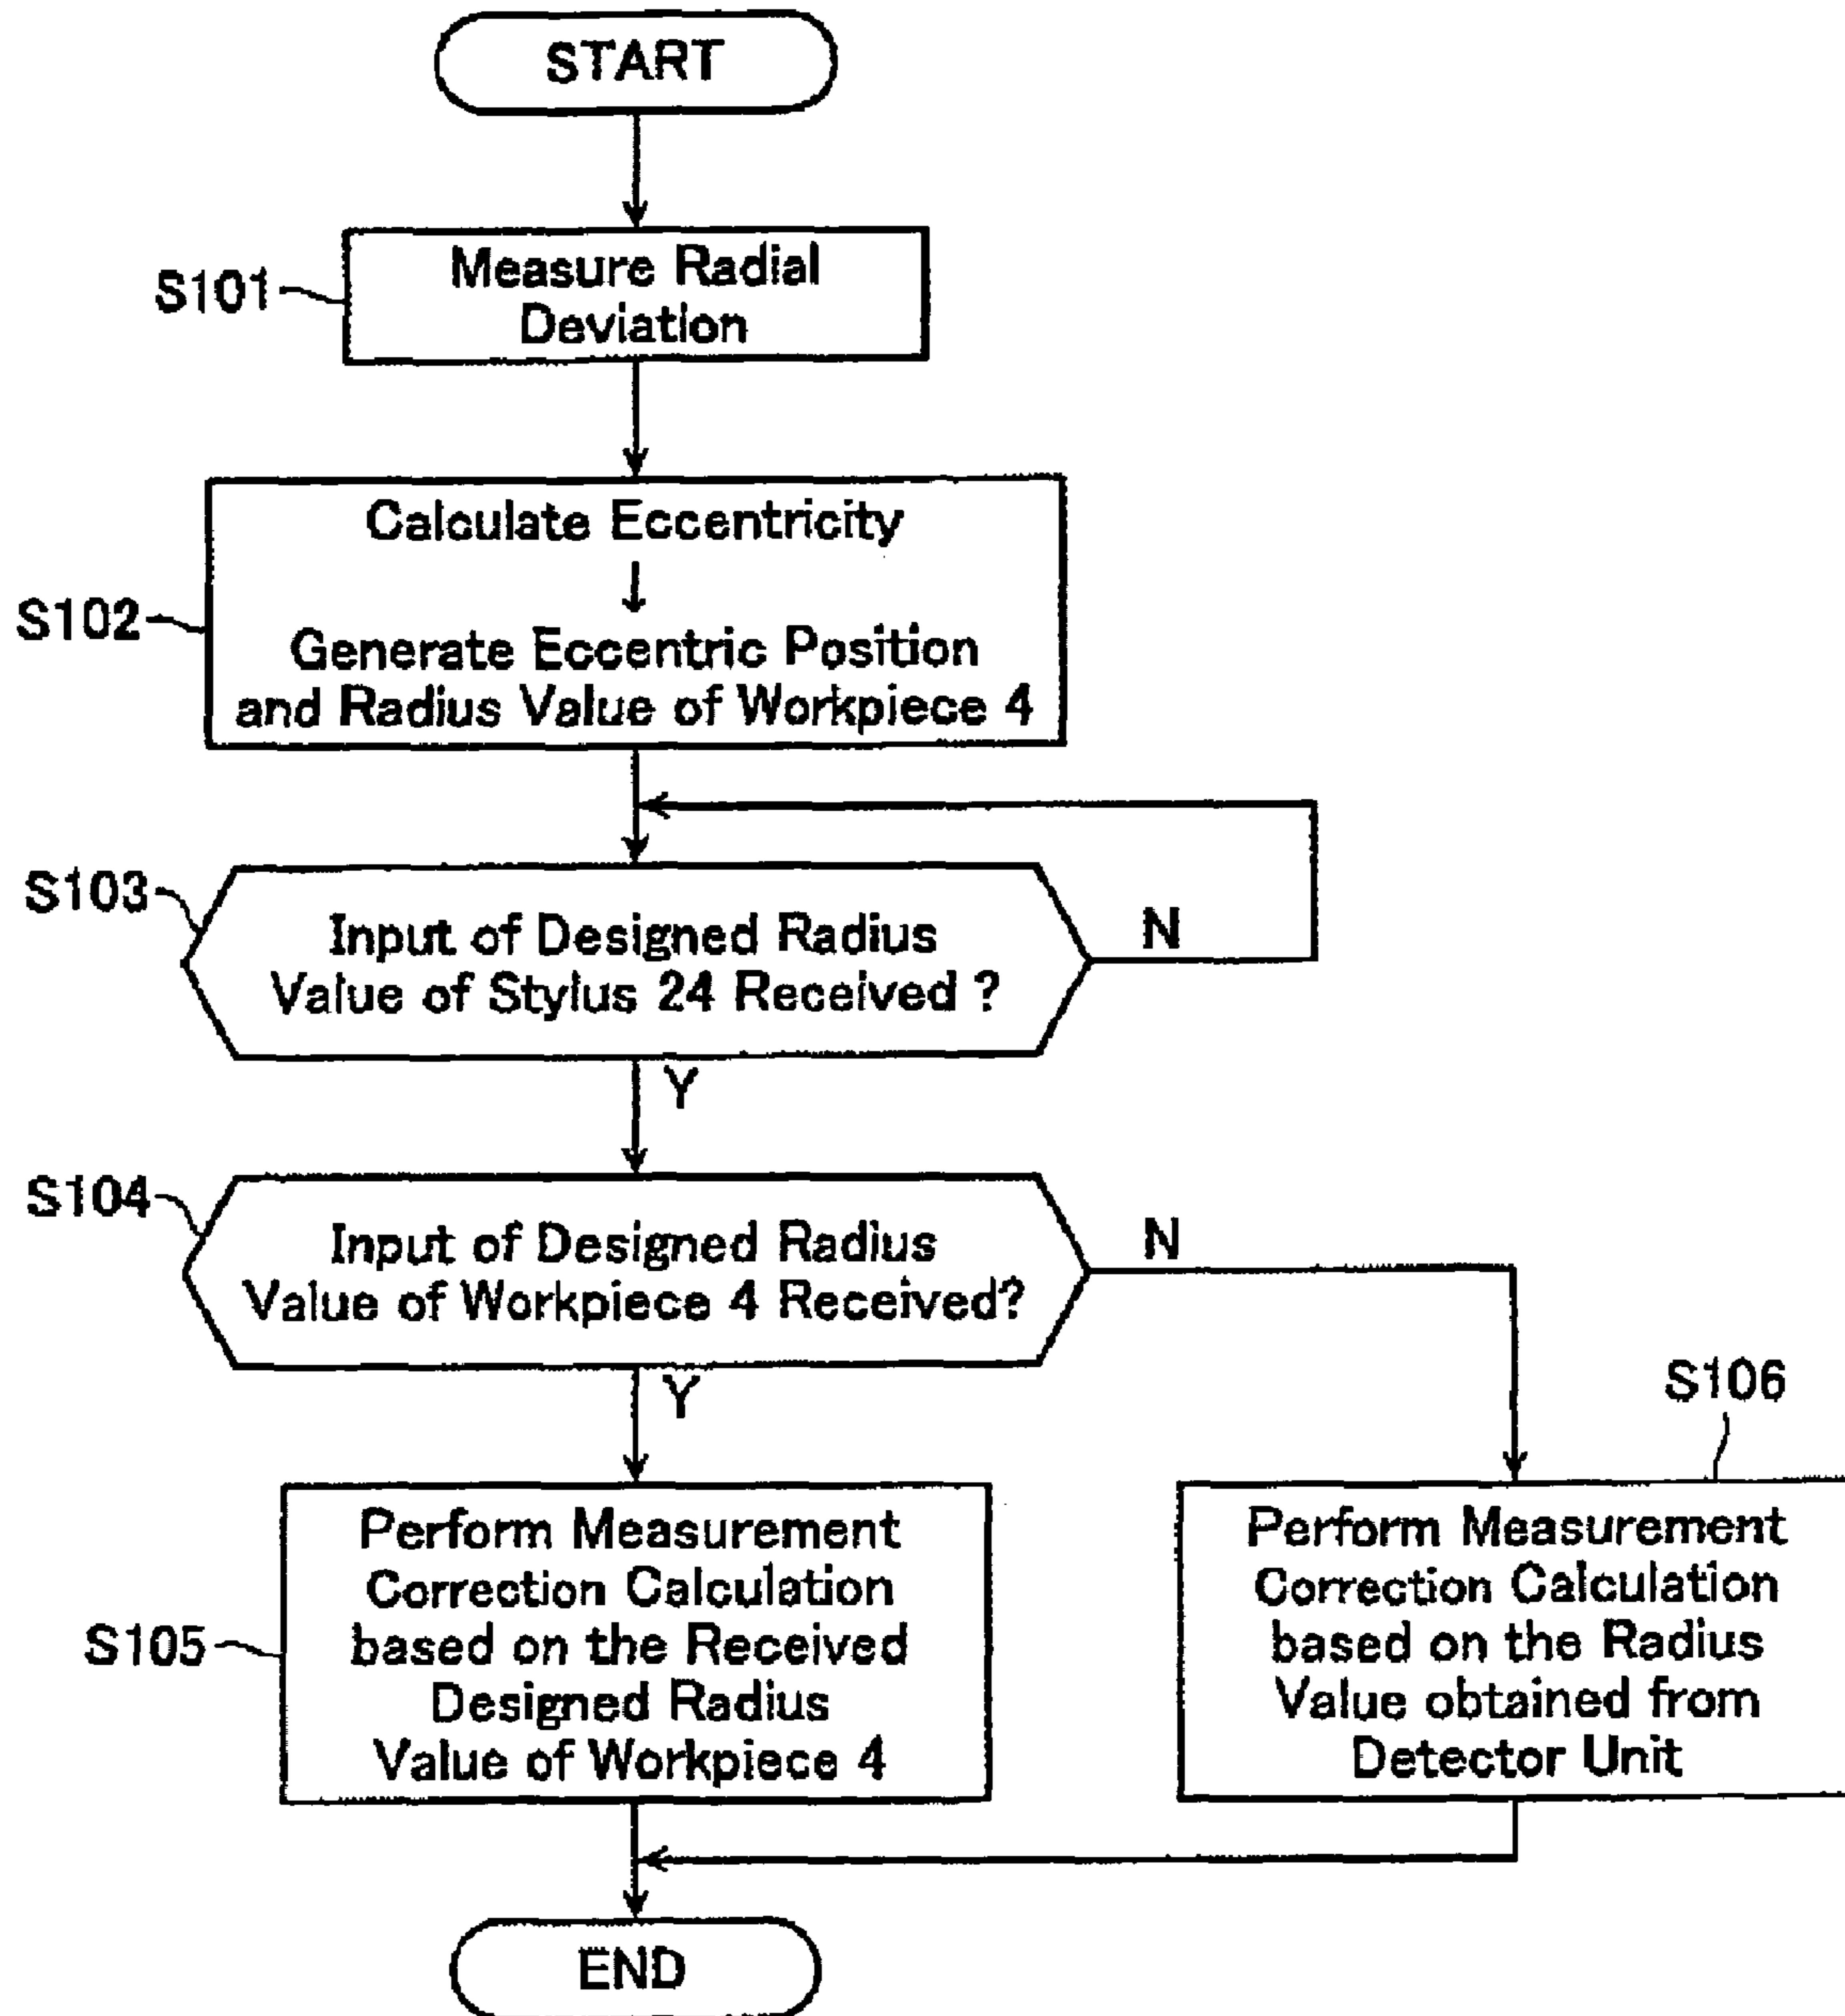 START
S101
Measure Radial
Deviation
S102
Calculate Eccentricity
Generate Eccentric Position
and Radius Value of Workpiece 4
S103
Input of Designed Radius
Value of Stylus 24 Received ?
N
Y
S104
Input of Designed Radius
Value of Workpiece 4 Received?
N
Y
S105
Perform Measurement
Correction Calculation
based on the Received
Designed Radius
Value of Workpiece 4
S106
Perform Measurement
Correction Calculation
based on the Radius
Value obtained from
Detector Unit
END